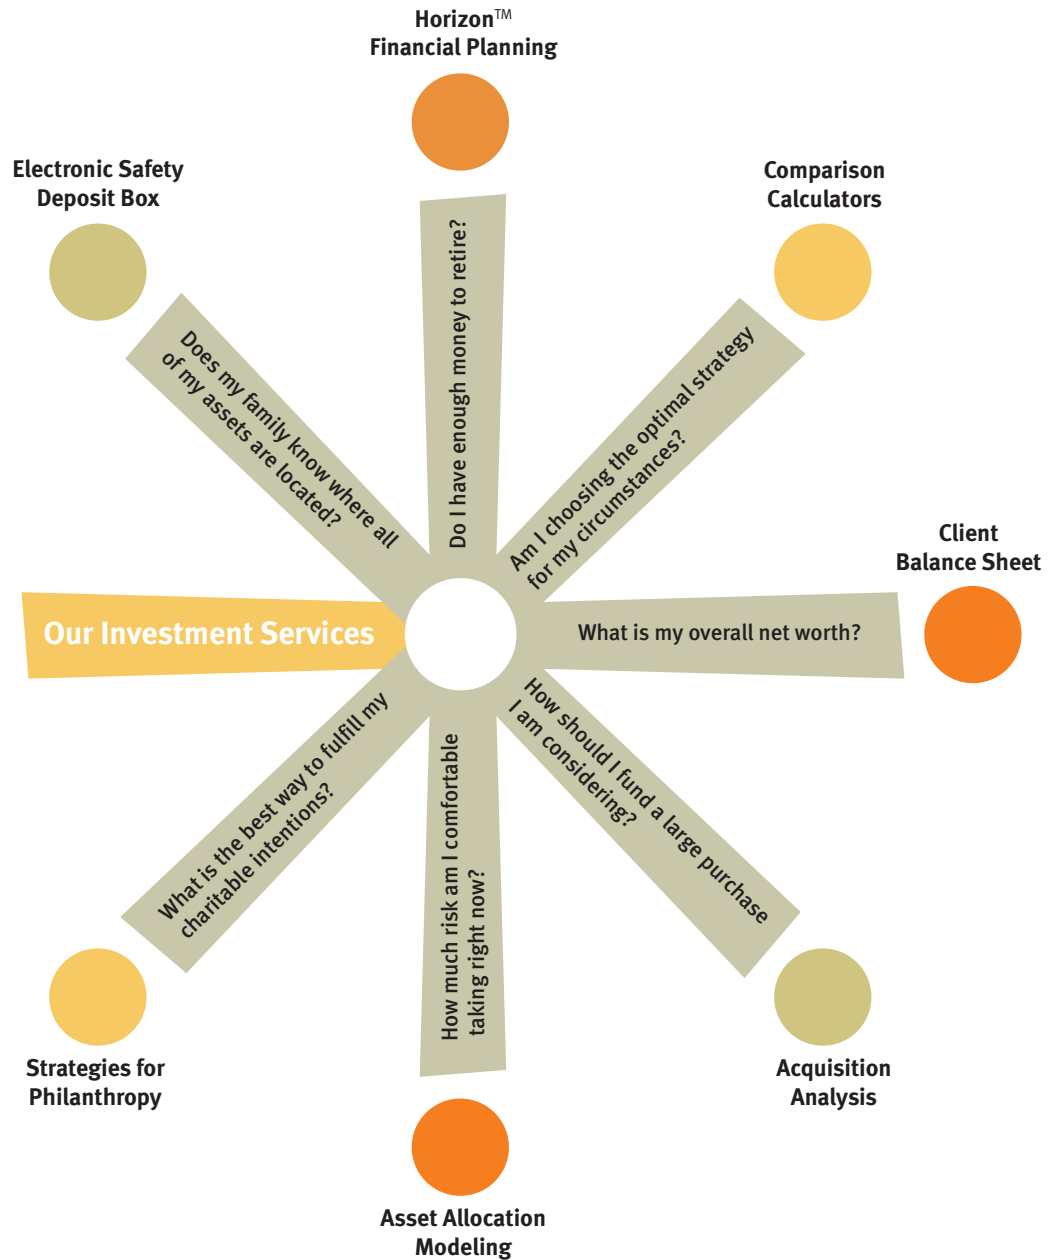 Horizon™
Financial Planning
Electronic Safety
Deposit Box
Comparison
Calculators
Do I have enough money to retire?
Does my family know where all
of my assets are located?
Am I choosing the optimal strategy
for my circumstances?
Client
Balance Sheet
Our Investment Services
What is my overall net worth?
What is the best way to fulfill my
charitable intentions?
How much risk am I comfortable
taking right now?
How should I fund a large purchase
I am considering?
Strategies for
Philanthropy
Acquisition
Analysis
Asset Allocation
Modeling